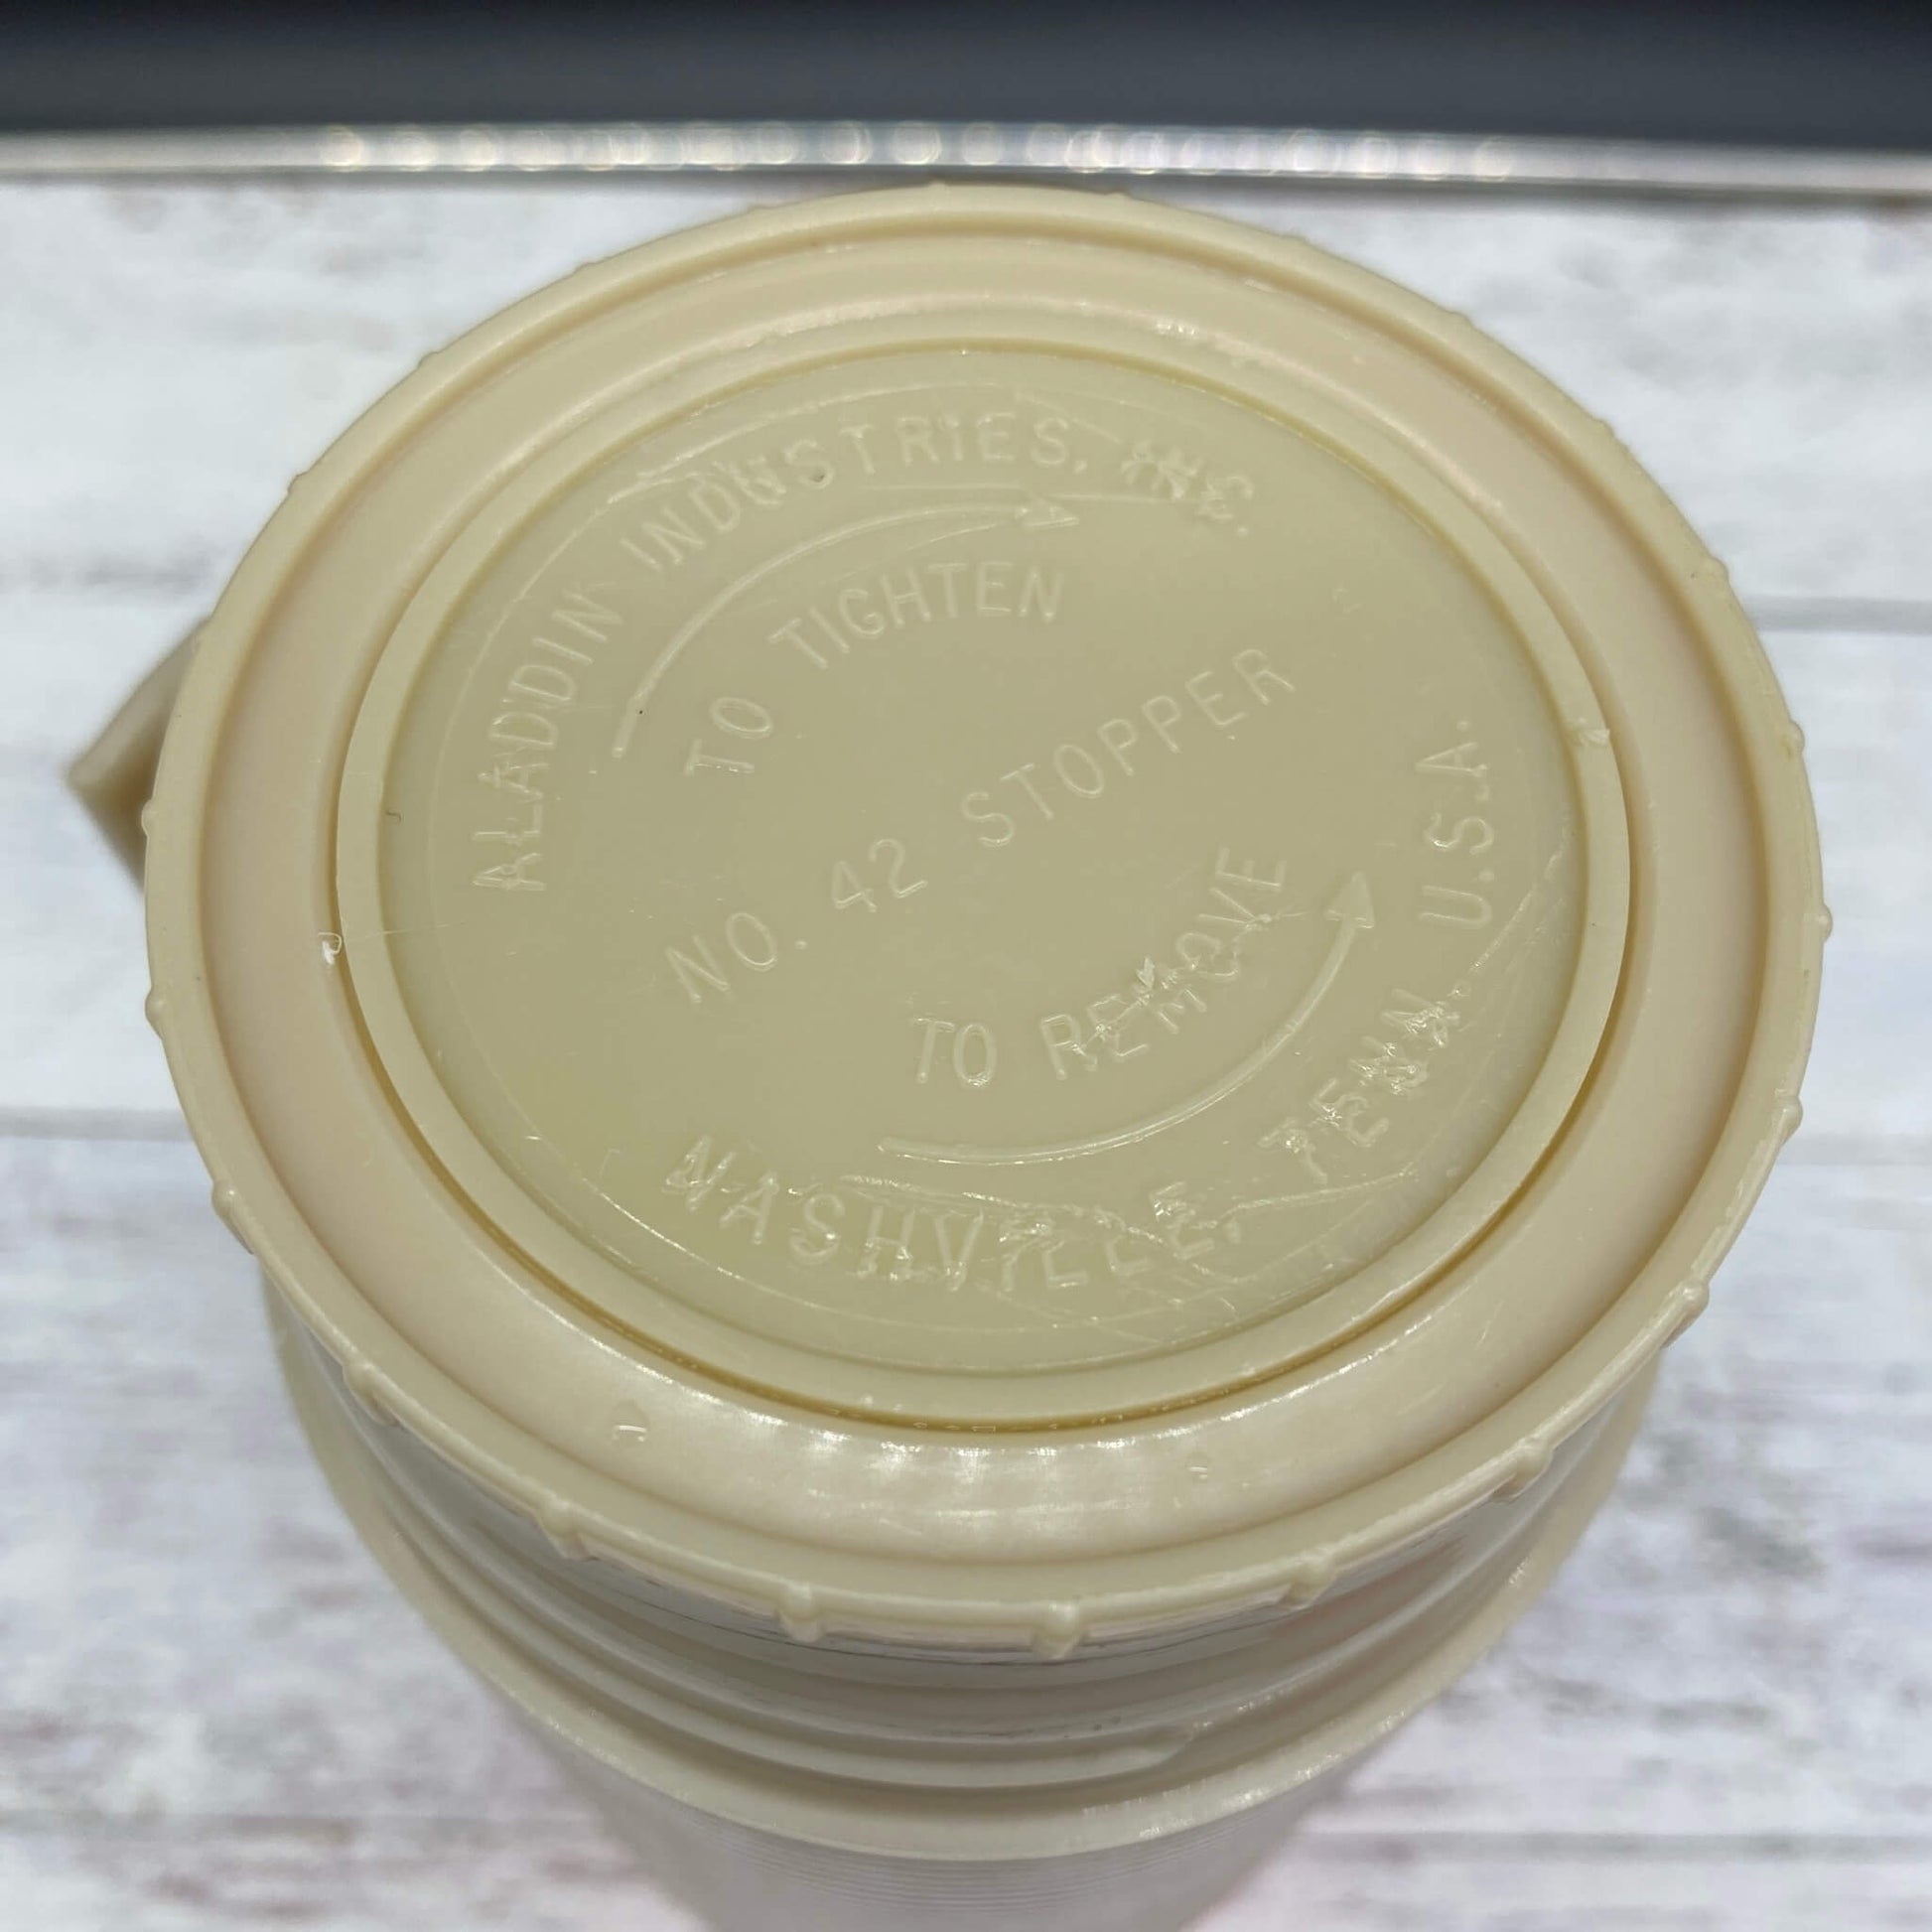 ALADDIN INDUSTRIES, INC.
TO TIGHTEN
NO. 42 STOPPER
TO REMOVE
NASHVILLE, TENN. U.S.A.